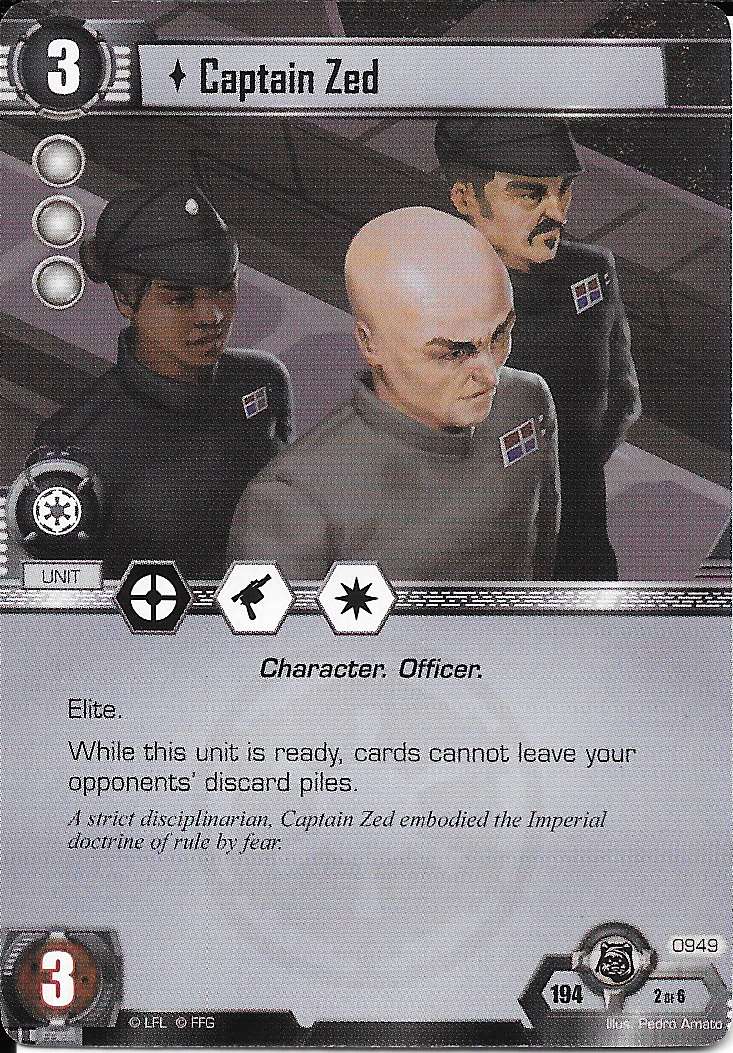 3
Captain Zed
UNIT
Character. Officer.
Elite.
While this unit is ready, cards cannot leave your
opponents' discard piles.
A strict disciplinarian, Captain Zed embodied the Imperial
doctrine of rule by fear.
3
0949
194
2 OF 6
© LFL © FFG
Illus. Pedro Amato